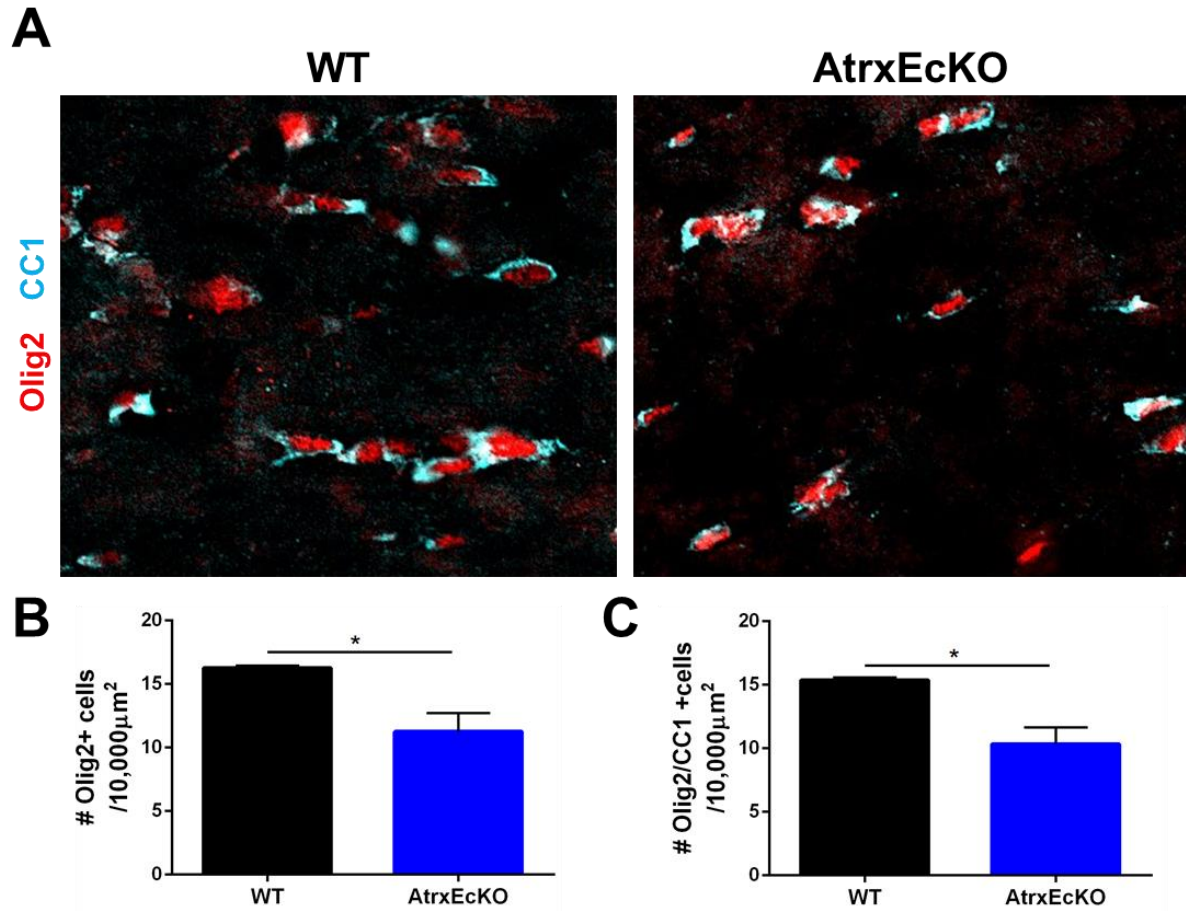 A
WT
AtrxEcKO
Olig2 CC1
B
# Olig2+ cells
/10,000µm²
20
15
10
5
0
*
WT
AtrxEcKO
C
# Olig2/CC1 +cells
/10,000µm²
20
15
10
5
0
*
WT
AtrxEcKO